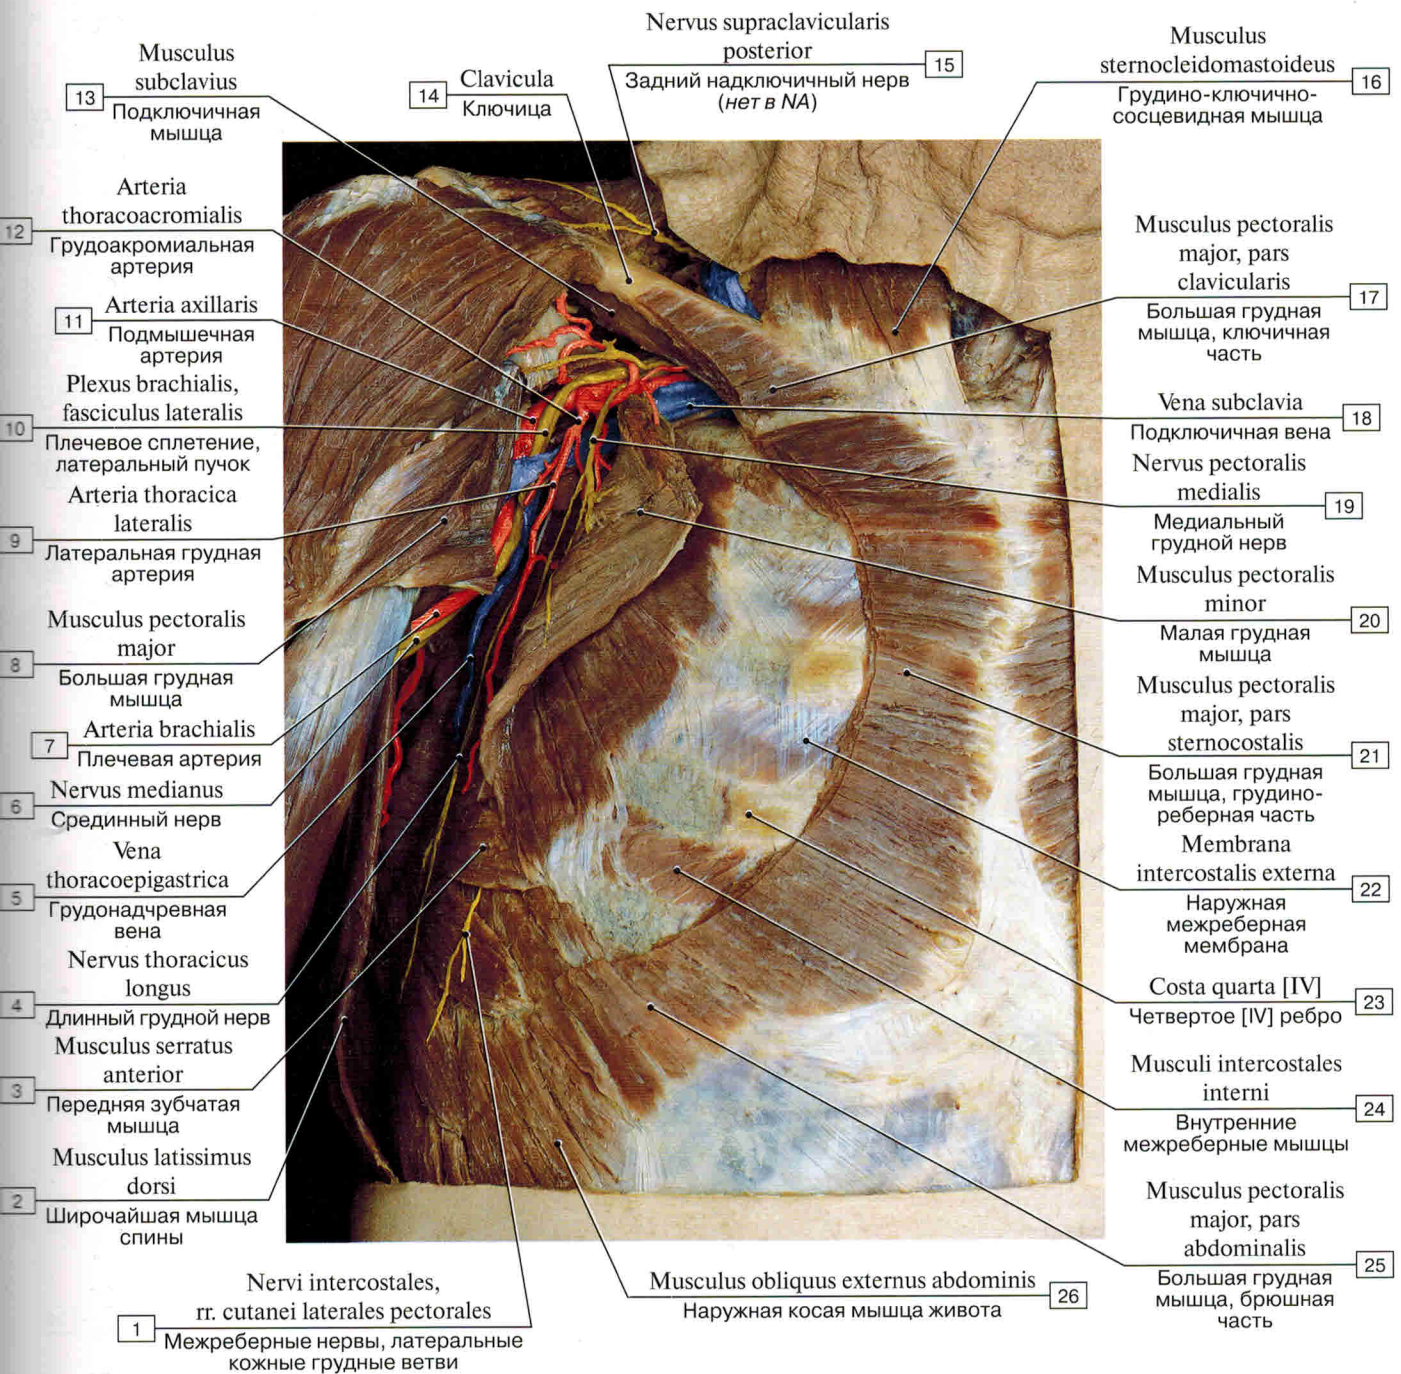 Musculus
subclavius
13
Подключичная
мышца
14
Clavicula
Ключица
Nervus supraclavicularis
posterior
15
Задний надключичный нерв
(нет в NA)
Musculus
sternocleidomastoideus
16
Грудино-ключично-
сосцевидная мышца
Arteria
thoracoacromialis
12
Грудоакромиальная
артерия
Arteria axillaris
11
Подмышечная
артерия
Plexus brachialis,
fasciculus lateralis
10
Плечевое сплетение,
латеральный пучок
Arteria thoracica
lateralis
9
Латеральная грудная
артерия
Musculus pectoralis
major
8
Большая грудная
мышца
Arteria brachialis
7
Плечевая артерия
Nervus medianus
6
Срединный нерв
Vena
thoracoepigastrica
5
Грудонадчревная
вена
Nervus thoracicus
longus
4
Длинный грудной нерв
Musculus serratus
anterior
3
Передняя зубчатая
мышца
Musculus latissimus
dorsi
2
Широчайшая мышца
спины
Nervi intercostales,
rr. cutanei laterales pectorales
1
Межреберные нервы, латеральные
кожные грудные ветви
Musculus pectoralis
major, pars
clavicularis
17
Большая грудная
мышца, ключичная
часть
Vena subclavia
18
Подключичная вена
Nervus pectoralis
medialis
19
Медиальный
грудной нерв
Musculus pectoralis
minor
20
Малая грудная
мышца
Musculus pectoralis
major, pars
sternocostalis
21
Большая грудная
мышца, грудино-
реберная часть
Membrana
intercostalis externa
22
Наружная
межреберная
мембрана
Costa quarta [IV]
23
Четвертое [IV] ребро
Musculi intercostales
interni
24
Внутренние
межреберные мышцы
Musculus pectoralis
major, pars
abdominalis
25
Большая грудная
мышца, брюшная
часть
Musculus obliquus externus abdominis
26
Наружная косая мышца живота